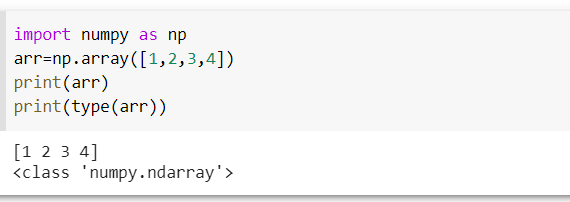 import numpy as np
arr=np.array([1,2,3,4])
print(arr)
print(type(arr))
[1 2 3 4]
<class 'numpy.ndarray'>